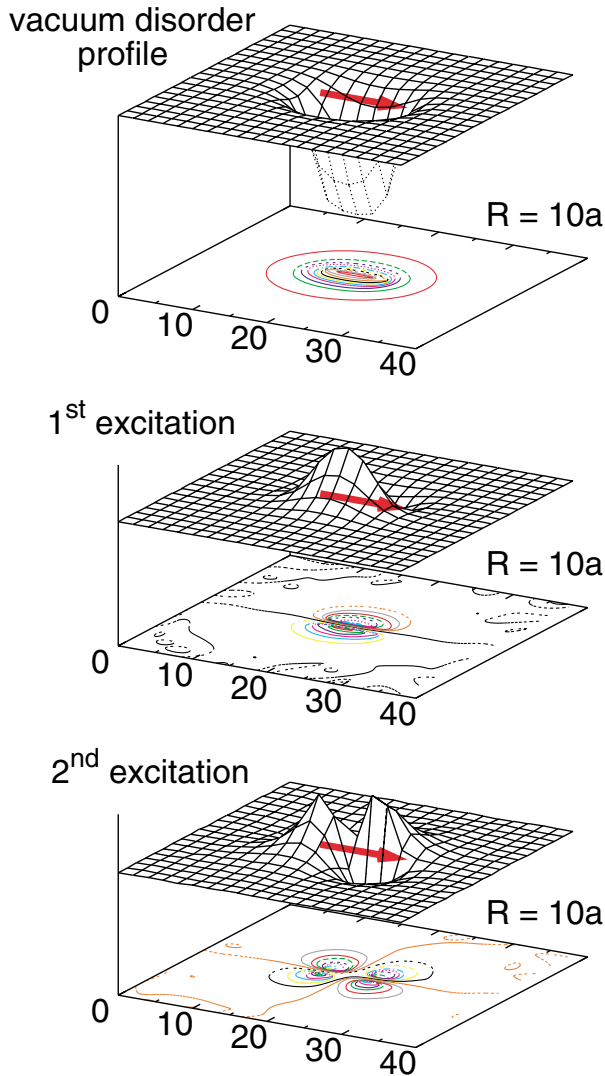 vacuum disorder
profile
R = 10a
0
10
20
30
40
1st excitation
R = 10a
0
10
20
30
40
2nd excitation
R = 10a
0
10
20
30
40